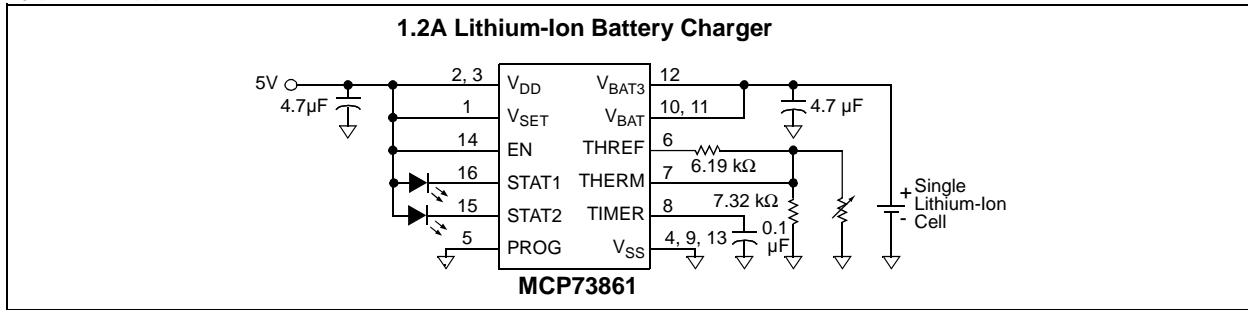 1.2A Lithium-Ion Battery Charger
5V
4.7µF
2, 3
VDD
1
VSET
14
EN
16
STAT1
15
STAT2
5
PROG
VBAT3
12
VBAT
10, 11
THREF
6
6.19 kΩ
THERM
7
7.32 kΩ
TIMER
8
0.1
µF
VSS
4, 9, 13
4.7 µF
+ Single
Lithium-Ion
- Cell
MCP73861